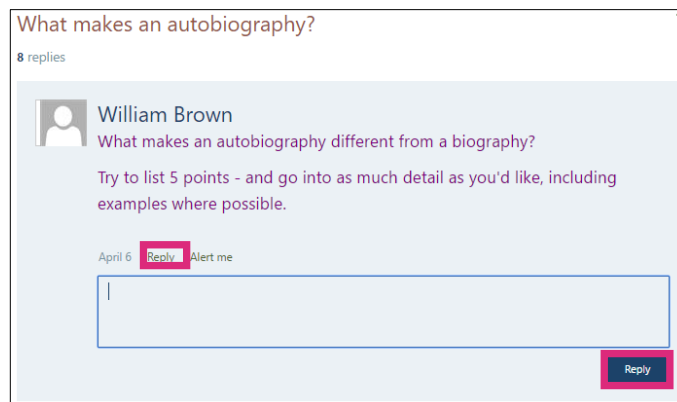 What makes an autobiography?
8 replies
William Brown
What makes an autobiography different from a biography?
Try to list 5 points - and go into as much detail as you'd like, including
examples where possible.
April 6 Reply Alert me
Reply